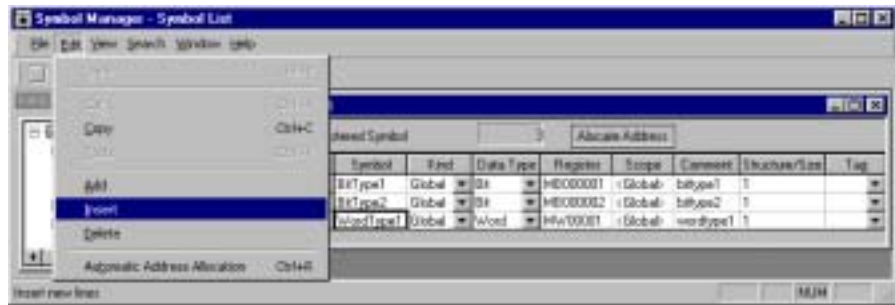 Symbol Manager - Symbol List
File Edit View Search Window Help
Copy Ctrl+C
Add
Insert
Delete
Automatic Address Allocation Ctrl+R
Symbol 3 Allocate Address
Symbol Kind Data Type Register Scope Comment Structure/Size Tag
BitType1 Global Bit MB000001 <Global> bittype1 1
BitType2 Global Bit MB000002 <Global> bittype2 1
WordType1 Global Word MW00001 <Global> wordtype1 1
Insert new lines NUM